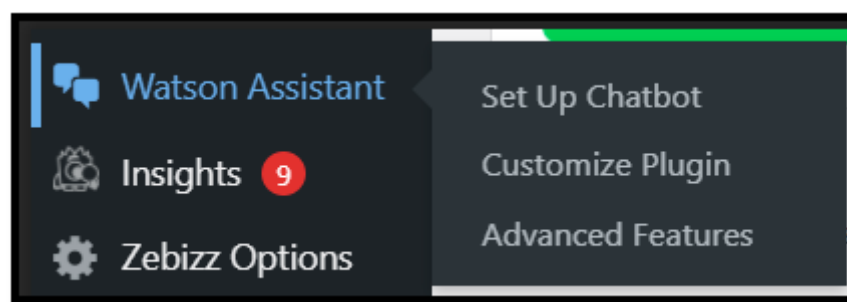 Watson Assistant
Insights 9
Zebizz Options
Set Up Chatbot
Customize Plugin
Advanced Features